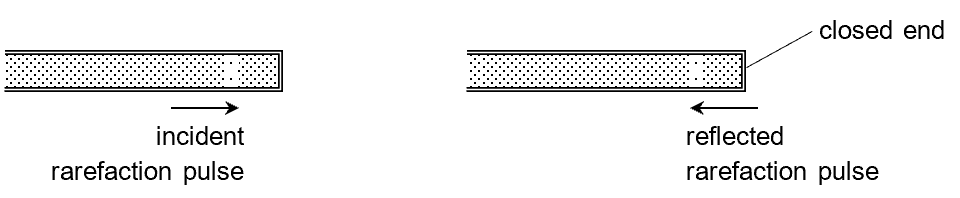 closed end
incident
rarefaction pulse
reflected
rarefaction pulse